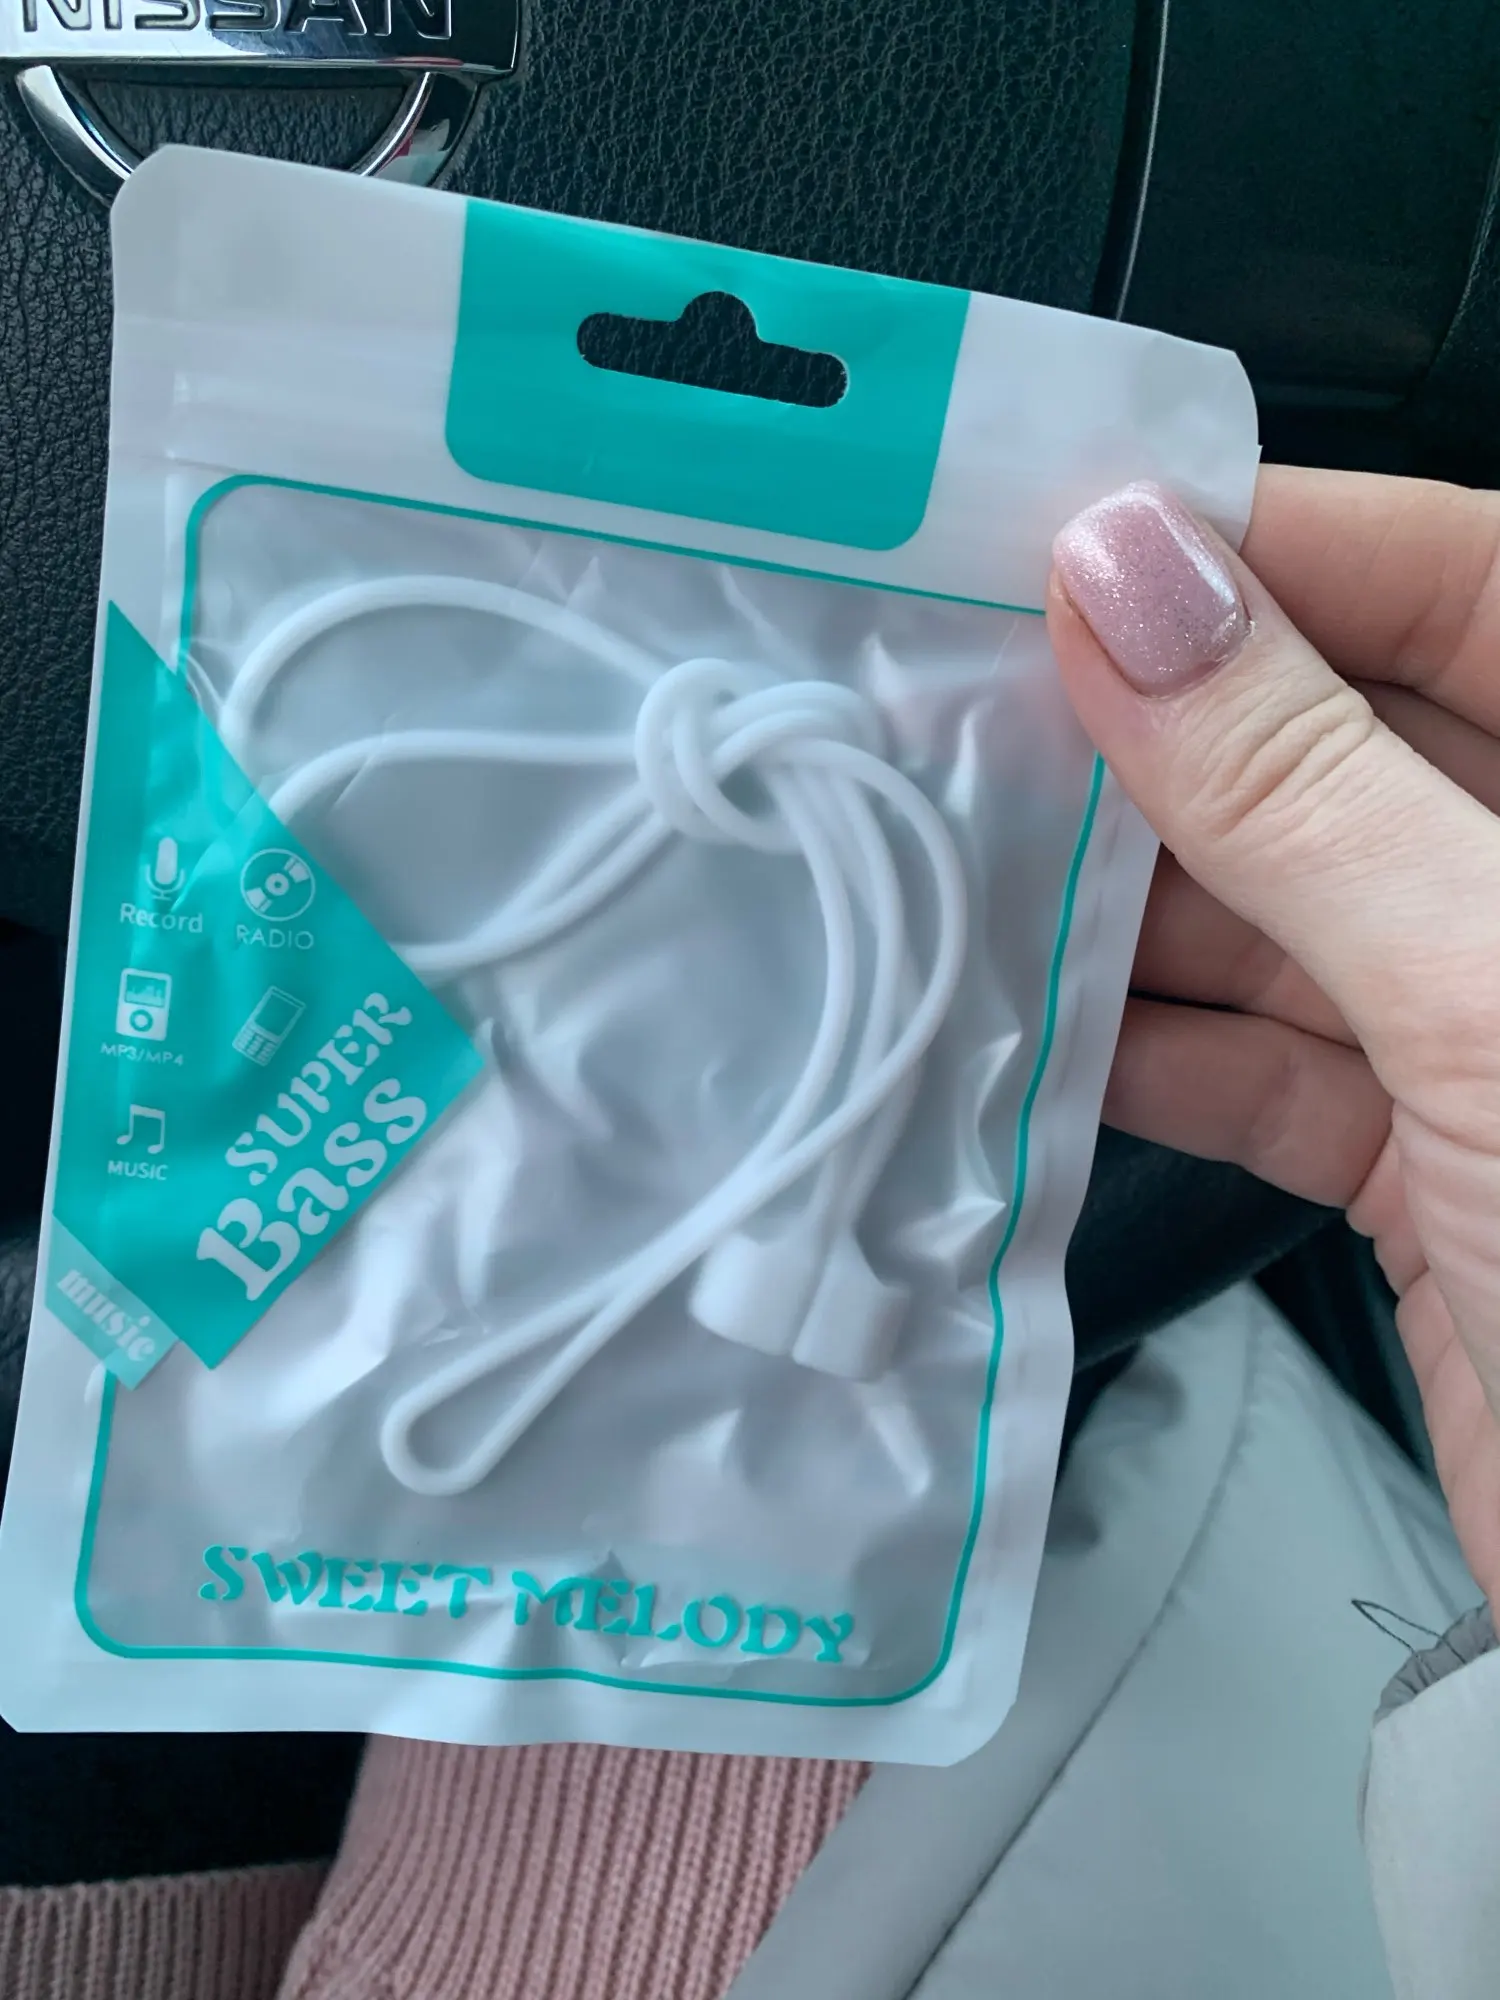 NISSAN
Record
RADIO
MP3/MP4
MUSIC
SUPER
Bass
music
SWEET MELODY